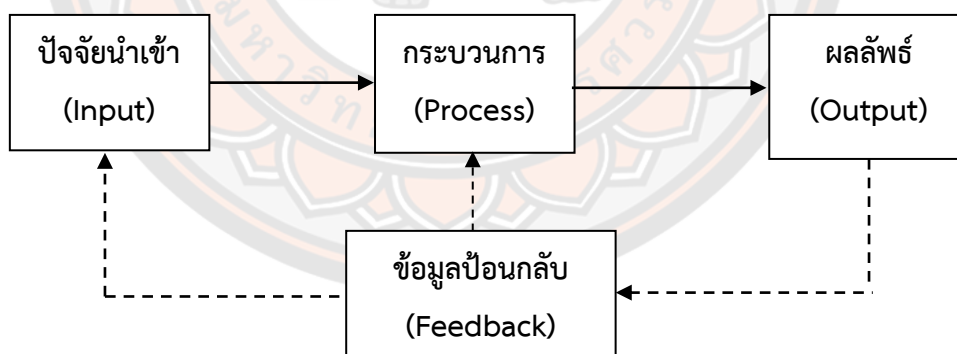 ปัจจัยนำเข้า
(Input)
กระบวนการ
(Process)
ผลลัพธ์
(Output)
ข้อมูลป้อนกลับ
(Feedback)